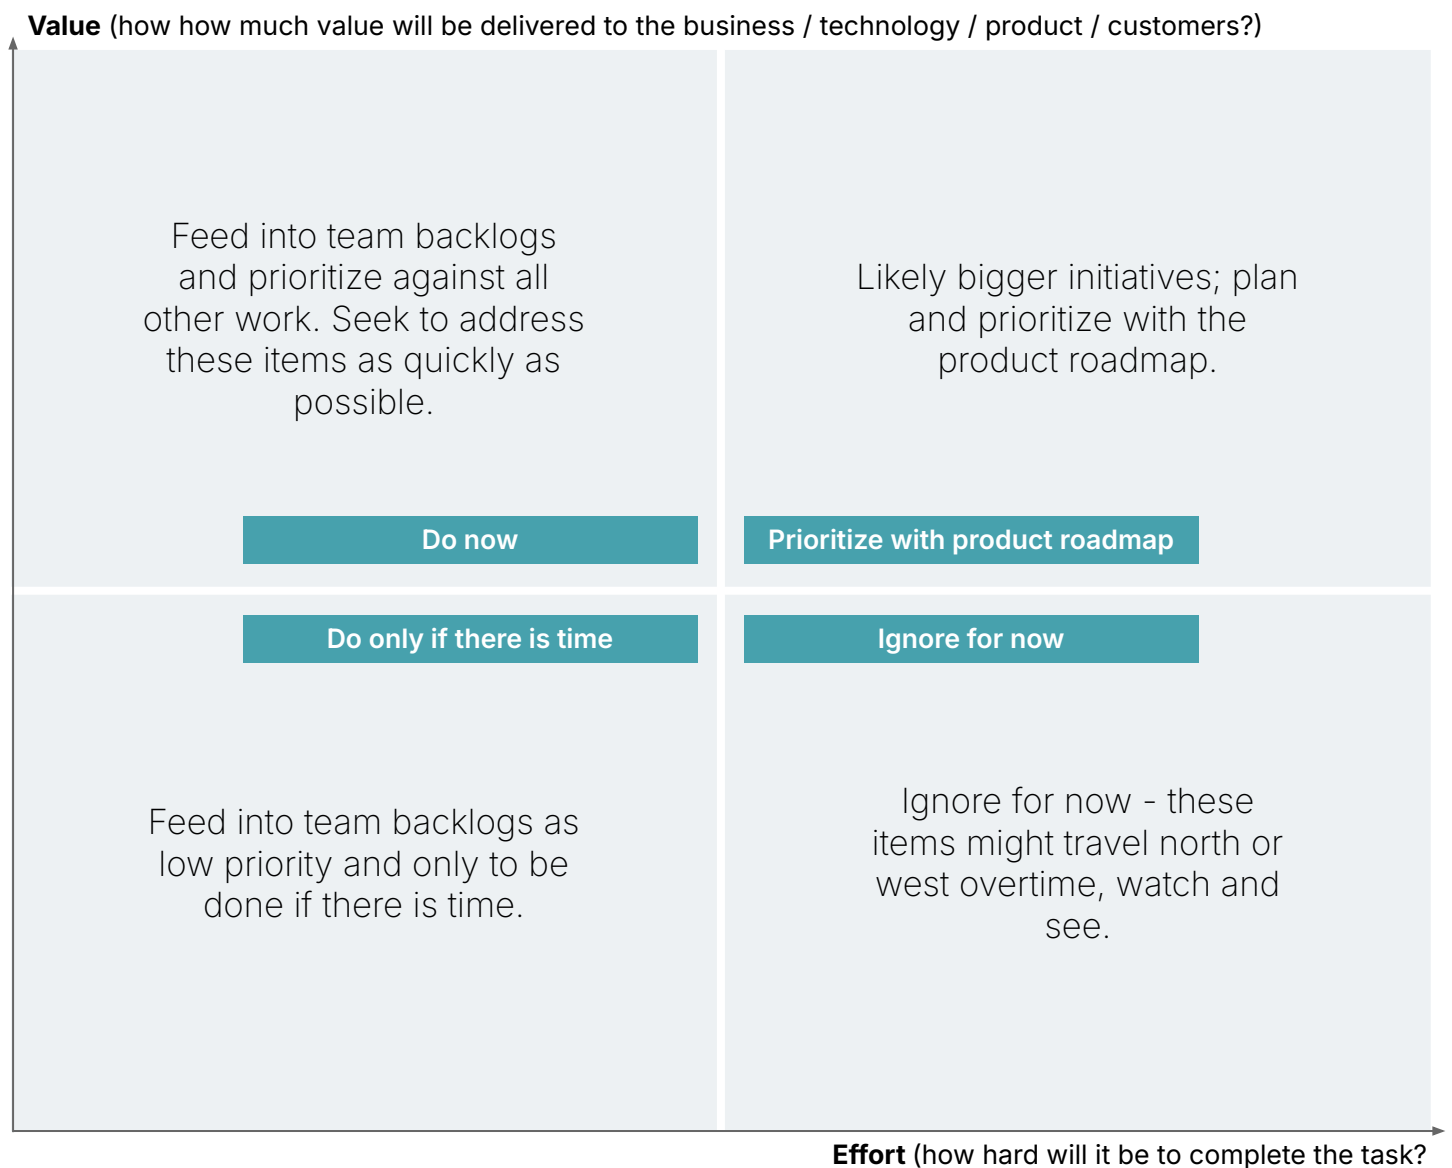 Value (how how much value will be delivered to the business / technology / product / customers?)
Feed into team backlogs
and prioritize against all
other work. Seek to address
these items as quickly as
possible.
Do now
Likely bigger initiatives; plan
and prioritize with the
product roadmap.
Prioritize with product roadmap
Do only if there is time
Feed into team backlogs as
low priority and only to be
done if there is time.
Ignore for now
Ignore for now - these
items might travel north or
west overtime, watch and
see.
Effort (how hard will it be to complete the task?